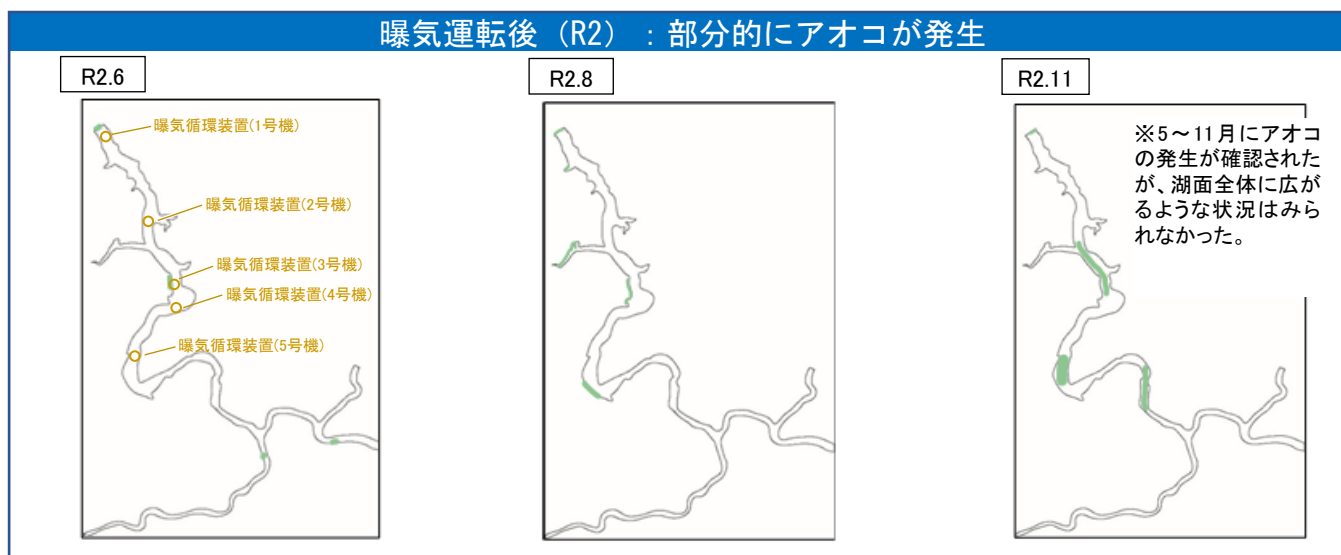 曝気運転後（R2）：部分的にアオコが発生
R2.6
曝気循環装置(1号機)
曝気循環装置(2号機)
曝気循環装置(3号機)
曝気循環装置(4号機)
曝気循環装置(5号機)
R2.8
R2.11
※5～11月にアオコ
の発生が確認された
が、湖面全体に広が
るような状況はみら
れなかった。